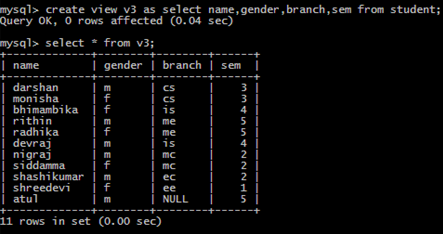 mysql> create view v3 as select name,gender,branch,sem from student;
Query OK, 0 rows affected (0.04 sec)
mysql> select * from v3;
+-------------+--------+--------+------+
| name        | gender | branch | sem  |
+-------------+--------+--------+------+
| darshan     | m      | cs     |    3 |
| monisha     | f      | cs     |    3 |
| bhimambika  | f      | is     |    4 |
| rithin      | m      | me     |    5 |
| radhika     | f      | me     |    5 |
| devraj      | m      | is     |    4 |
| nigraj      | m      | mc     |    2 |
| siddamma    | f      | mc     |    2 |
| shashikumar | m      | ec     |    2 |
| shreedevi   | f      | ee     |    1 |
| atul        | m      | NULL   |    5 |
+-------------+--------+--------+------+
11 rows in set (0.00 sec)